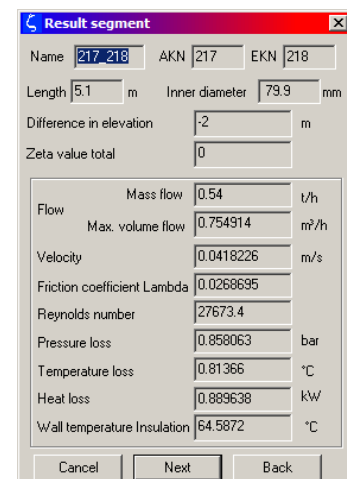 Result segment
Name 217_218 AKN 217 EKN 218
Length 5.1 m Inner diameter 79.9 mm
Difference in elevation -2 m
Zeta value total 0
Flow
Mass flow 0.54 t/h
Max. volume flow 0.754914 m³/h
Velocity 0.0418226 m/s
Friction coefficient Lambda 0.0268695
Reynolds number 27673.4
Pressure loss 0.858063 bar
Temperature loss 0.81366 °C
Heat loss 0.889638 kW
Wall temperature Insulation 64.5872 °C
Cancel Next Back